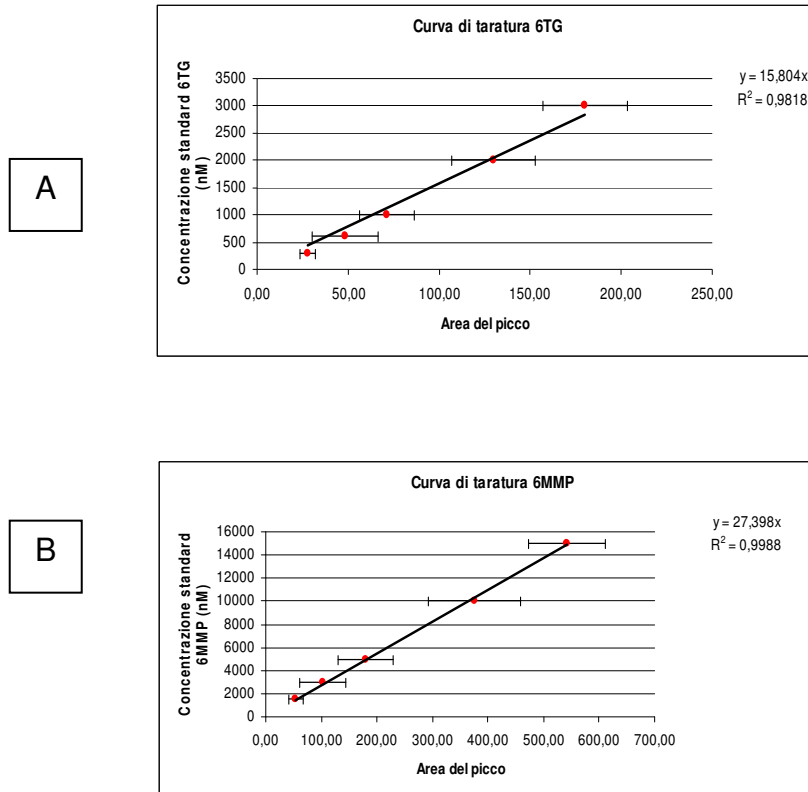 A
Curva di taratura 6TG
y = 15,804x
R² = 0,9818
Concentrazione standard 6TG
(nM)
3500
3000
2500
2000
1500
1000
500
0
0,00 50,00 100,00 150,00 200,00 250,00
Area del picco
B
Curva di taratura 6MMP
y = 27,398x
R² = 0,9988
Concentrazione standard
6MMP (nM)
16000
14000
12000
10000
8000
6000
4000
2000
0
0,00 100,00 200,00 300,00 400,00 500,00 600,00 700,00
Area del picco